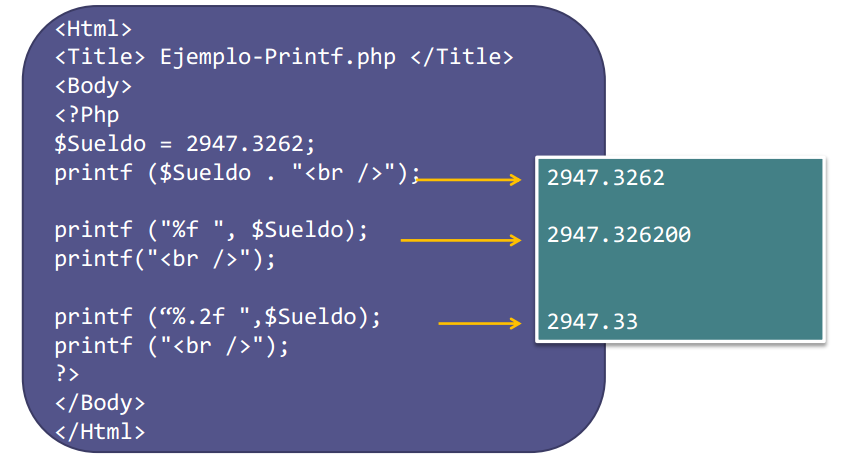 <Html>
<Title> Ejemplo-Printf.php </Title>
<Body>
<?Php
$Sueldo = 2947.3262;
printf ($Sueldo . "<br />");
2947.3262
printf ("%f ", $Sueldo);
2947.326200
printf("<br />");
printf (“%.2f ",$Sueldo);
2947.33
printf ("<br />");
?>
</Body>
</Html>